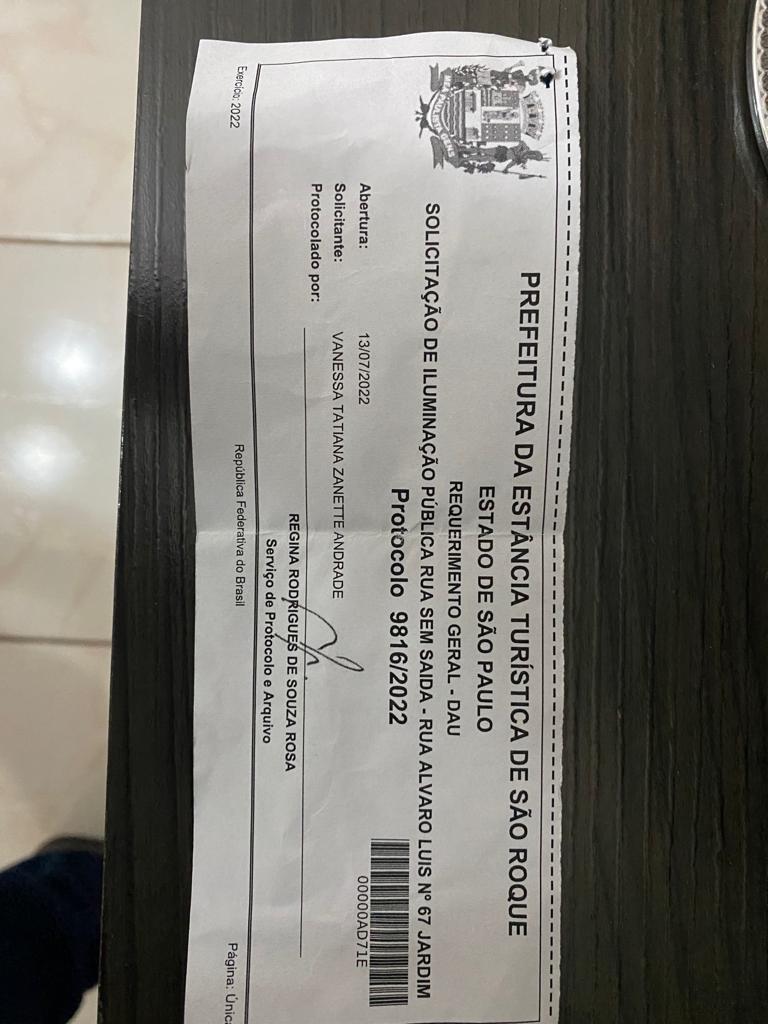 PREFEITURA DA ESTÂNCIA TURÍSTICA DE SÃO ROQUE
ESTADO DE SÃO PAULO
REQUERIMENTO GERAL - DAU
SOLICITAÇÃO DE ILUMINAÇÃO PÚBLICA RUA SEM SAIDA - RUA ALVARO LUIS Nº 67 JARDIM
Protocolo 9816/2022
00000AD71E
Abertura: 13/07/2022
Solicitante: VANESSA TATIANA ZANETTE ANDRADE
Protocolado por:
REGINA RODRIGUES DE SOUZA ROSA
Serviço de Protocolo e Arquivo
Exercício: 2022 República Federativa do Brasil Página: Únic